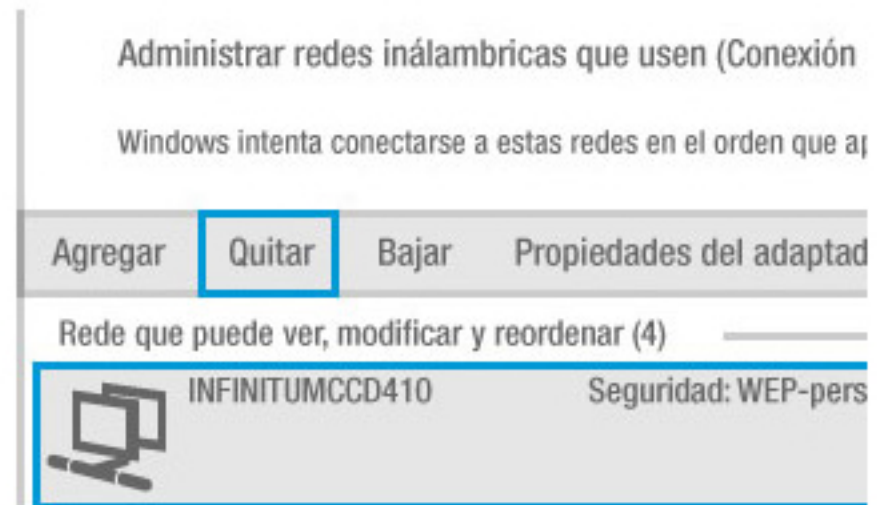 Administrar redes inálambricas que usen (Conexión
Windows intenta conectarse a estas redes en el orden que ap
Agregar Quitar Bajar Propiedades del adaptad
Rede que puede ver, modificar y reordenar (4)
INFINITUMCCD410 Seguridad: WEP-pers